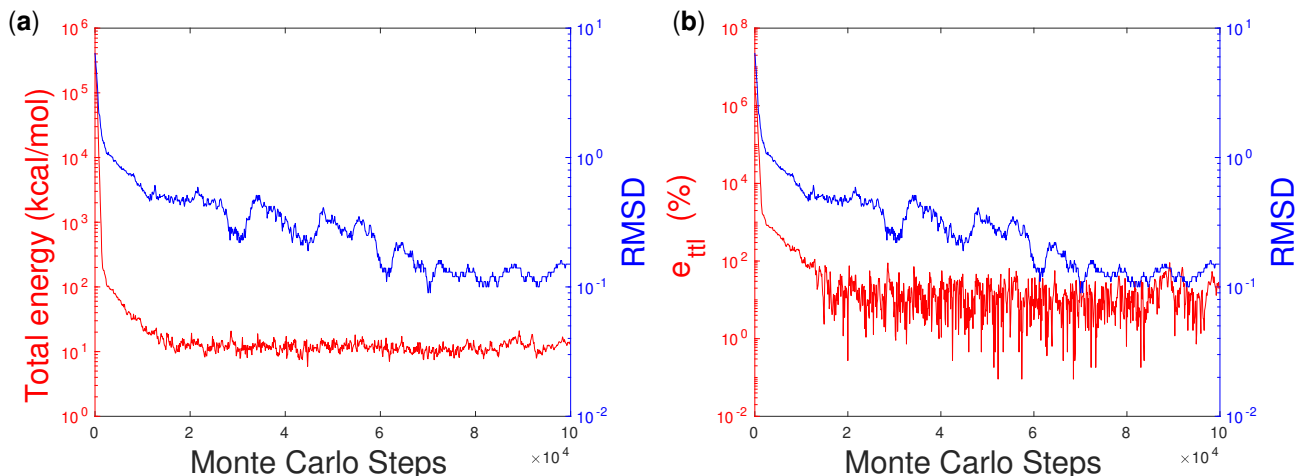 (a)
Total energy (kcal/mol)
10^6
10^5
10^4
10^3
10^2
10^1
10^0
10^1
10^0
10^-1
10^-2
RMSD
0 2 4 6 8 10
Monte Carlo Steps
×10^4
(b)
e_ttl (%)
10^8
10^6
10^4
10^2
10^0
10^-2
10^1
10^0
10^-1
10^-2
RMSD
0 2 4 6 8 10
Monte Carlo Steps
×10^4